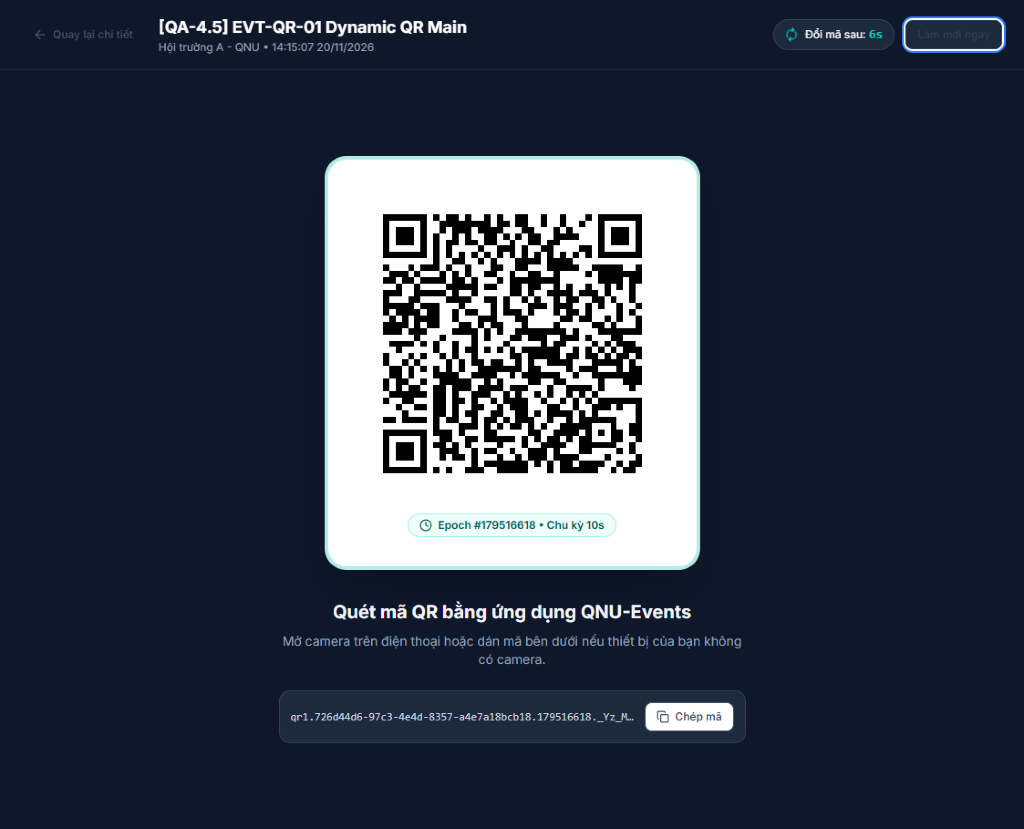 Quay lại chi tiết
[QA-4.5] EVT-QR-01 Dynamic QR Main
Hội trường A - QNU • 14:15:07 20/11/2026
Đổi mã sau: 6s
Làm mới ngay
Epoch #179516618 • Chu kỳ 10s
Quét mã QR bằng ứng dụng QNU-Events
Mở camera trên điện thoại hoặc dán mã bên dưới nếu thiết bị của bạn không
có camera.
qr1.726d44d6-97c3-4e4d-8357-a4e7a18bcb18.179516618._Yz_M…
Chép mã